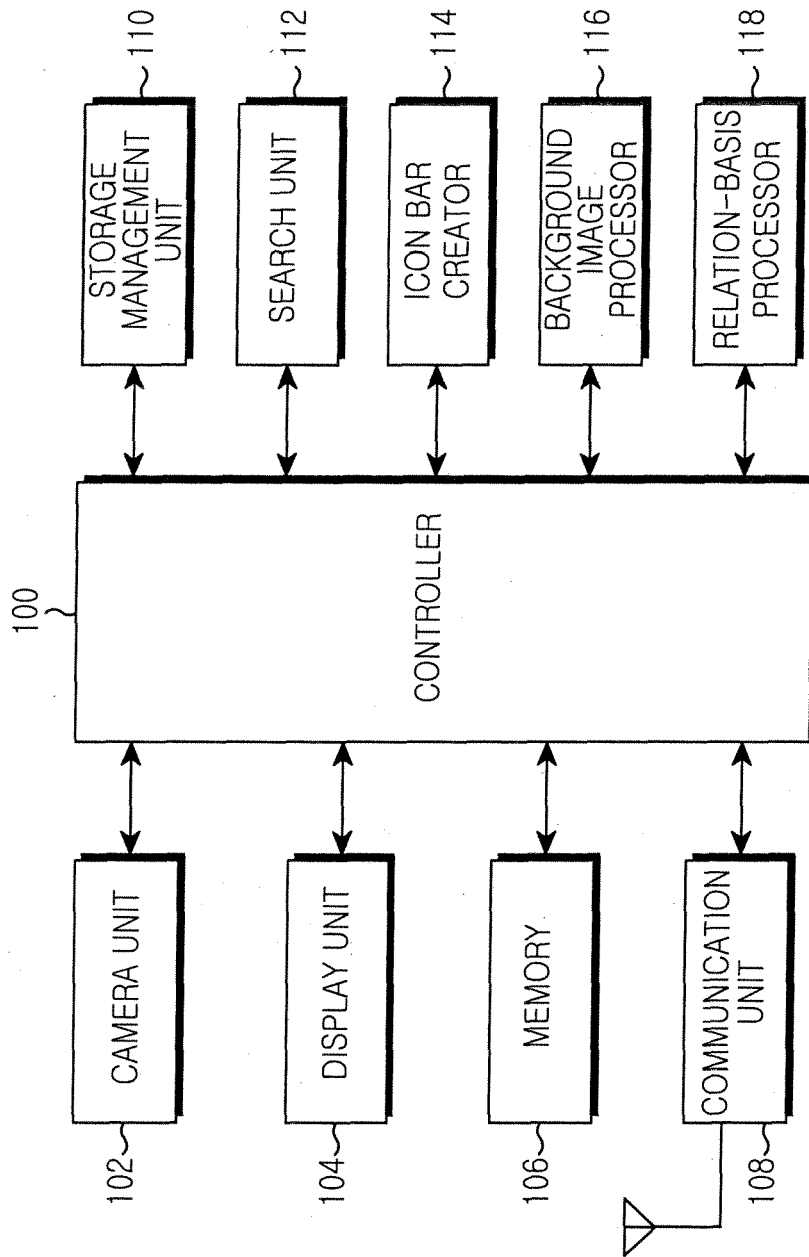 100
CONTROLLER
102
CAMERA UNIT
104
DISPLAY UNIT
106
MEMORY
108
COMMUNICATION
UNIT
STORAGE
MANAGEMENT
UNIT
110
SEARCH UNIT
112
ICON BAR
CREATOR
114
BACKGROUND
IMAGE
PROCESSOR
116
RELATION-BASIS
PROCESSOR
118